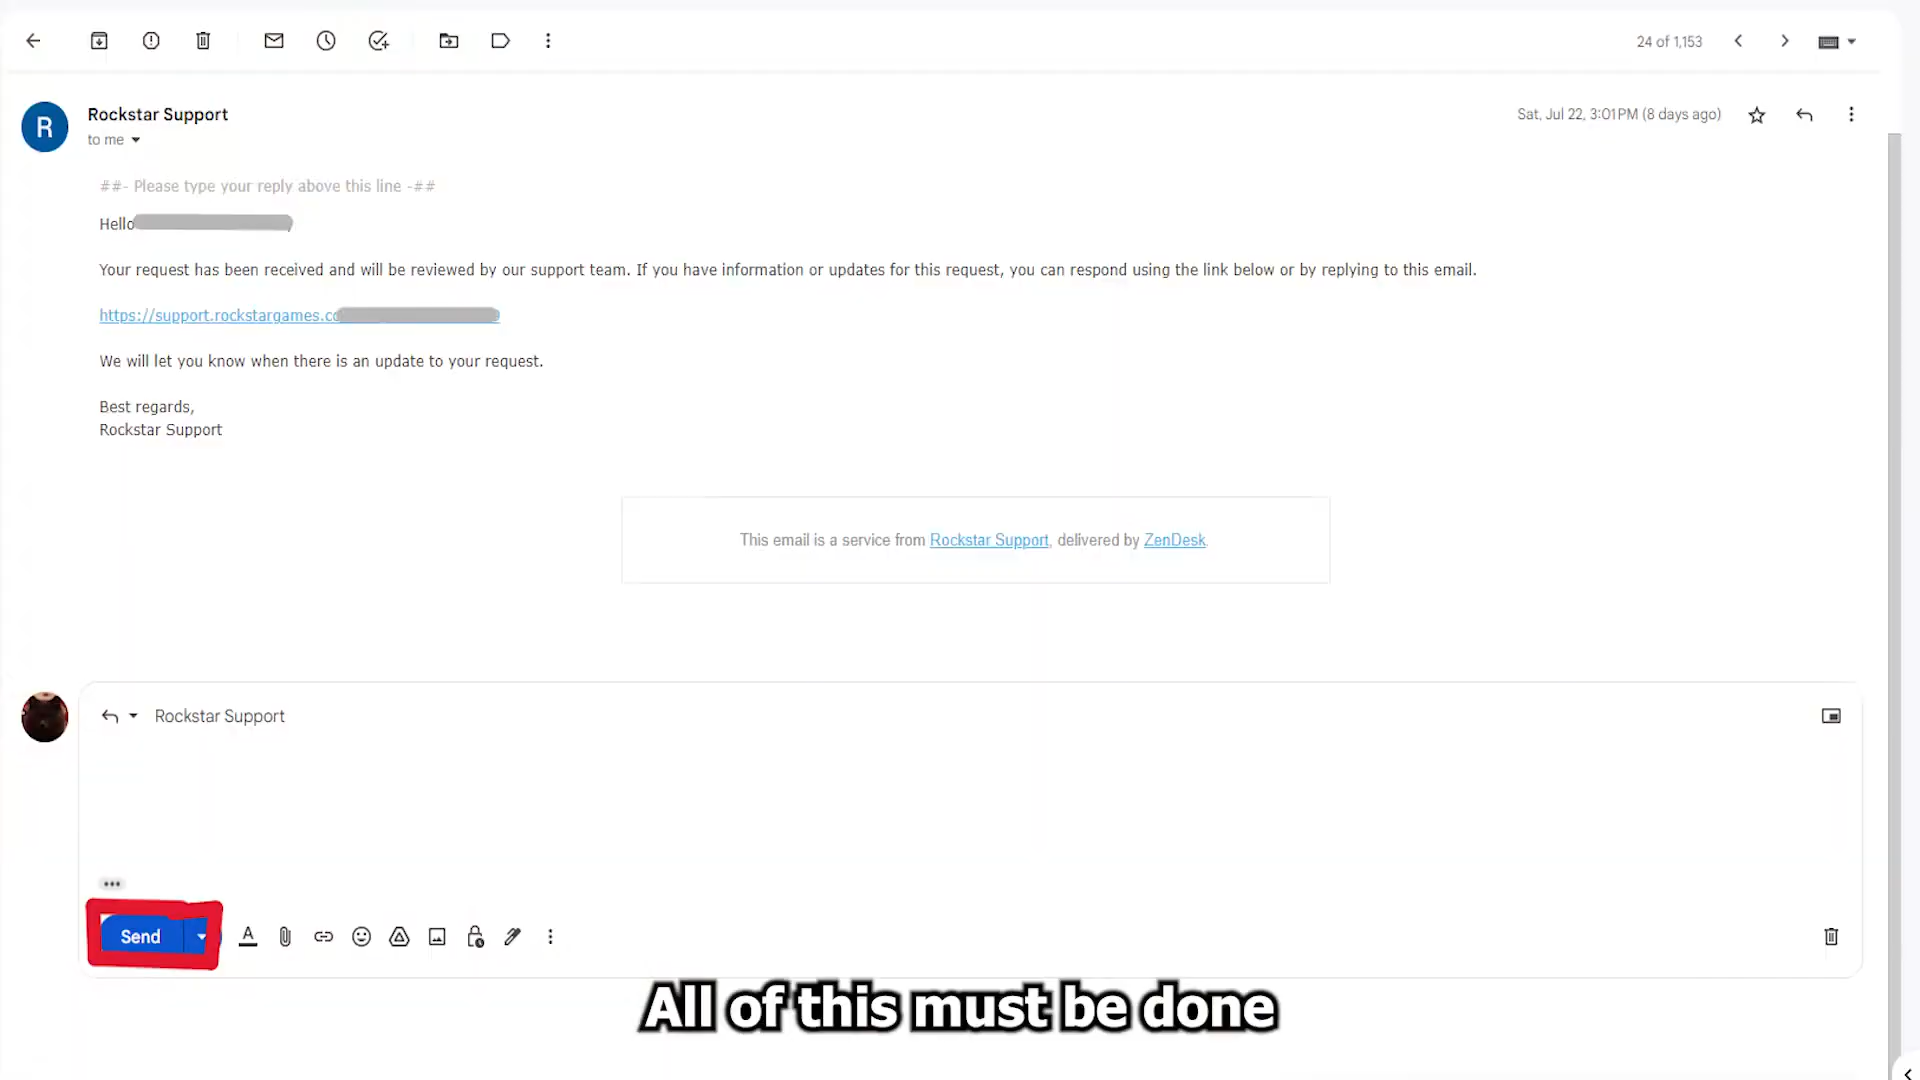 24 of 1,153
R
Rockstar Support
Sat, Jul 22, 3:01 PM (8 days ago)
to me
##- Please type your reply above this line -##
Hello
Your request has been received and will be reviewed by our support team. If you have information or updates for this request, you can respond using the link below or by replying to this email.
https://support.rockstargames.c
We will let you know when there is an update to your request.
Best regards,
Rockstar Support
This email is a service from Rockstar Support, delivered by ZenDesk.
Rockstar Support
Send
All of this must be done